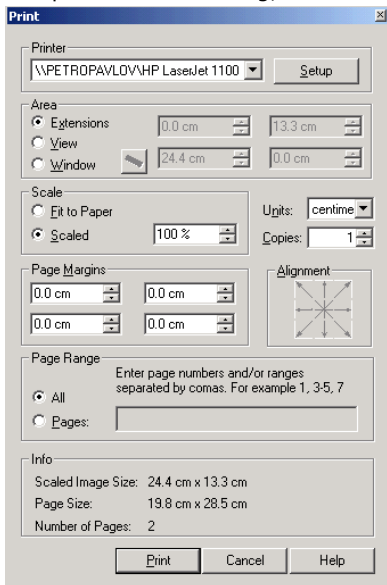 Print
Printer
\\PETROPAVLOV\HP LaserJet 1100
Setup
Area
Extensions
0.0 cm
13.3 cm
View
Window
24.4 cm
0.0 cm
Scale
Fit to Paper
Scaled
100 %
Units:
centime
Copies:
1
Page Margins
0.0 cm
0.0 cm
0.0 cm
0.0 cm
Alignment
Page Range
Enter page numbers and/or ranges
separated by comas. For example 1, 3-5, 7
All
Pages:
Info
Scaled Image Size: 24.4 cm x 13.3 cm
Page Size: 19.8 cm x 28.5 cm
Number of Pages: 2
Print
Cancel
Help